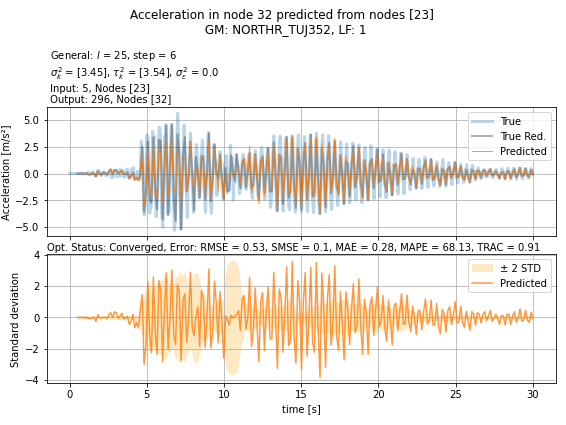 Acceleration in node 32 predicted from nodes [23]
GM: NORTHR_TUJ352, LF: 1
General: l = 25, step = 6
σ²ₖ = [3.45], τ²ₖ = [3.54], σ²ₑ = 0.0
Input: 5, Nodes [23]
Output: 296, Nodes [32]
Acceleration [m/s²]
5.0
2.5
0.0
−2.5
−5.0
True
True Red.
Predicted
Opt. Status: Converged, Error: RMSE = 0.53, SMSE = 0.1, MAE = 0.28, MAPE = 68.13, TRAC = 0.91
Standard deviation
4
2
0
−2
−4
± 2 STD
Predicted
0 5 10 15 20 25 30
time [s]